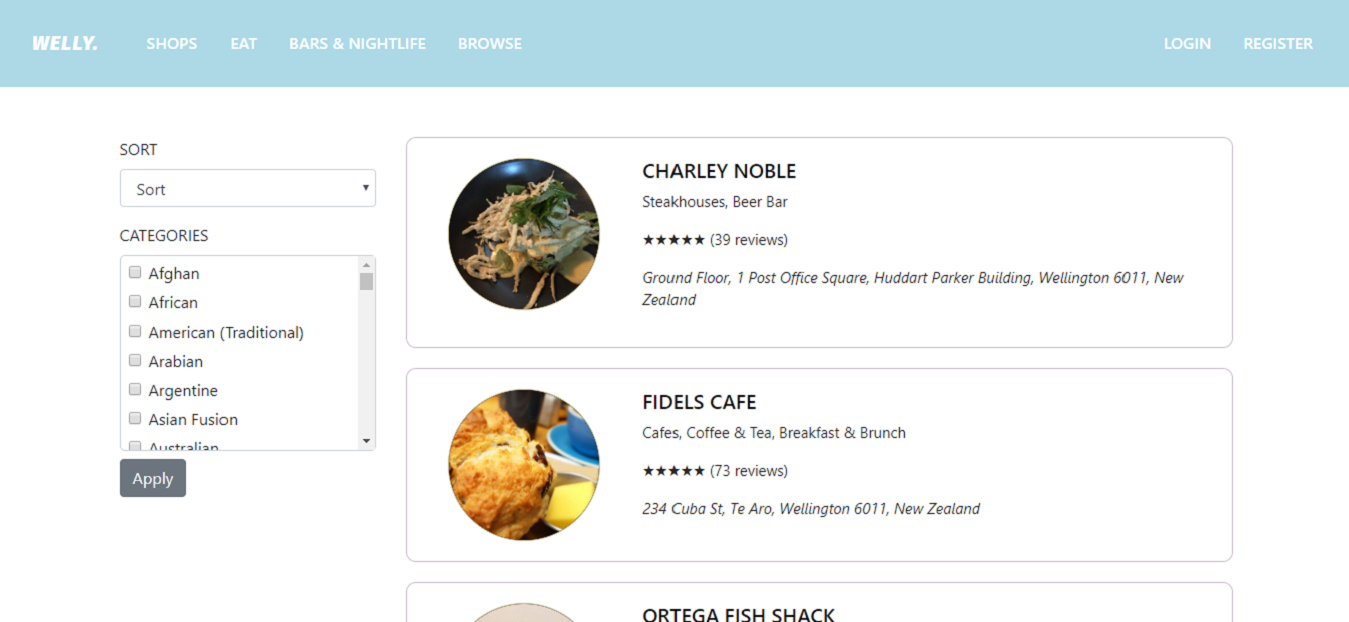 WELLY.
SHOPS
EAT
BARS & NIGHTLIFE
BROWSE
LOGIN
REGISTER
SORT
Sort
CATEGORIES
Afghan
African
American (Traditional)
Arabian
Argentine
Asian Fusion
Australian
Apply
CHARLEY NOBLE
Steakhouses, Beer Bar
★★★★★ (39 reviews)
Ground Floor, 1 Post Office Square, Huddart Parker Building, Wellington 6011, New
Zealand
FIDELS CAFE
Cafes, Coffee & Tea, Breakfast & Brunch
★★★★★ (73 reviews)
234 Cuba St, Te Aro, Wellington 6011, New Zealand
ORTEGA FISH SHACK